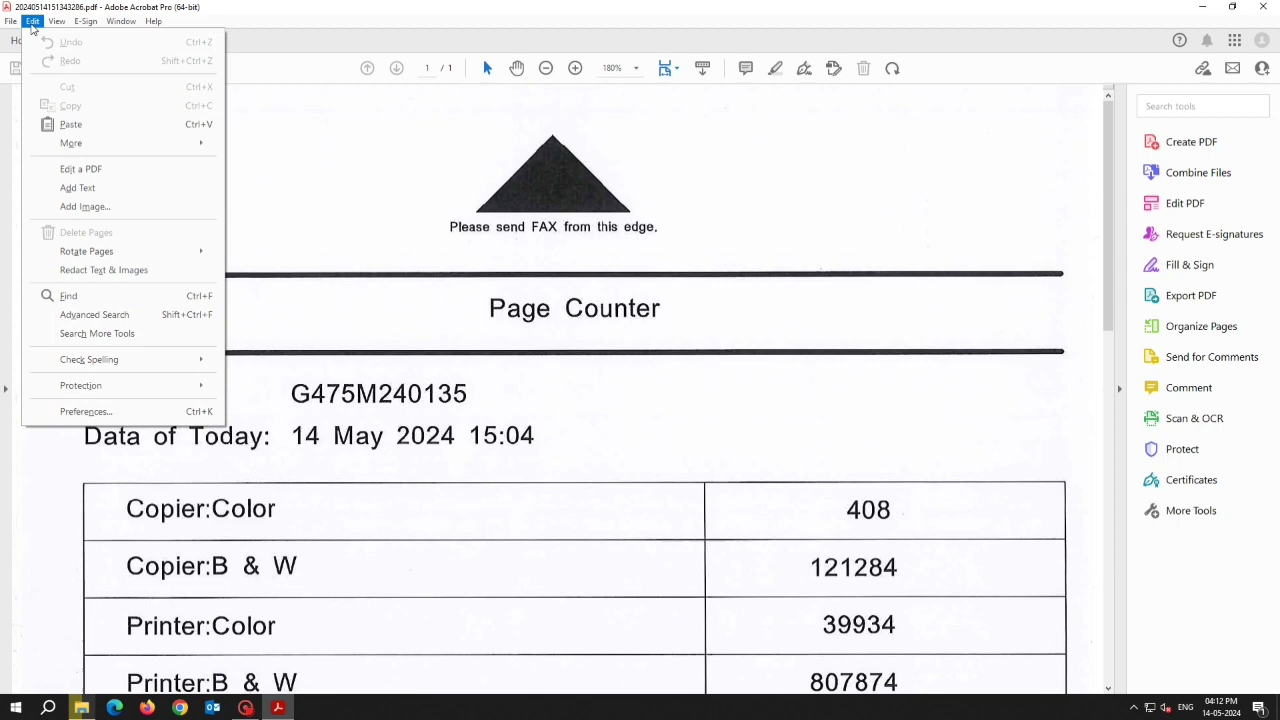 20240514151343286.pdf - Adobe Acrobat Pro (64-bit)
File Edit View E-Sign Window Help
Undo Ctrl+Z
Redo Shift+Ctrl+Z
Cut Ctrl+X
Copy Ctrl+C
Paste Ctrl+V
More
Edit a PDF
Add Text
Add Image...
Delete Pages
Rotate Pages
Redact Text & Images
Find Ctrl+F
Advanced Search Shift+Ctrl+F
Search More Tools
Check Spelling
Protection
Preferences... Ctrl+K
1 / 1
180%
Please send FAX from this edge.
Page Counter
G475M240135
Data of Today: 14 May 2024 15:04
Copier:Color 408
Copier:B & W 121284
Printer:Color 39934
Printer:B & W 807874
Search tools
Create PDF
Combine Files
Edit PDF
Request E-signatures
Fill & Sign
Export PDF
Organize Pages
Send for Comments
Comment
Scan & OCR
Protect
Certificates
More Tools
ENG
04:12 PM
14-05-2024
1